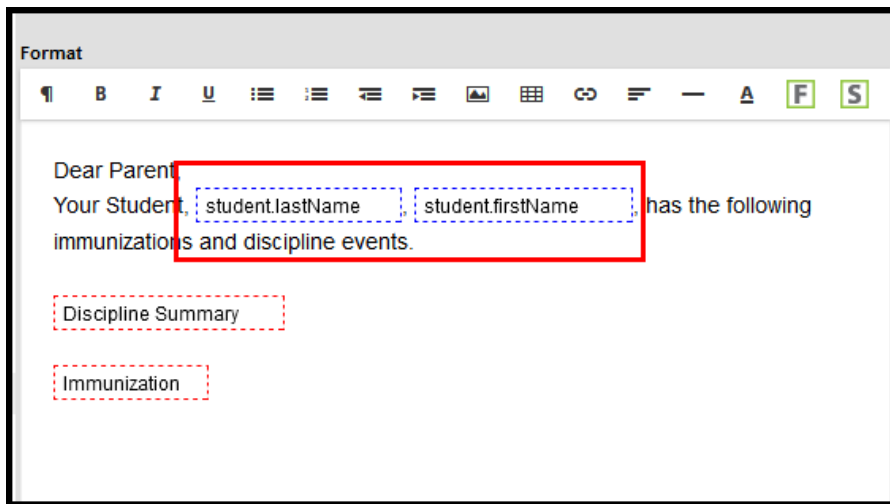 Format
¶ B I U A F S
Dear Parent,
Your Student, student.lastName , student.firstName , has the following
immunizations and discipline events.
Discipline Summary
Immunization